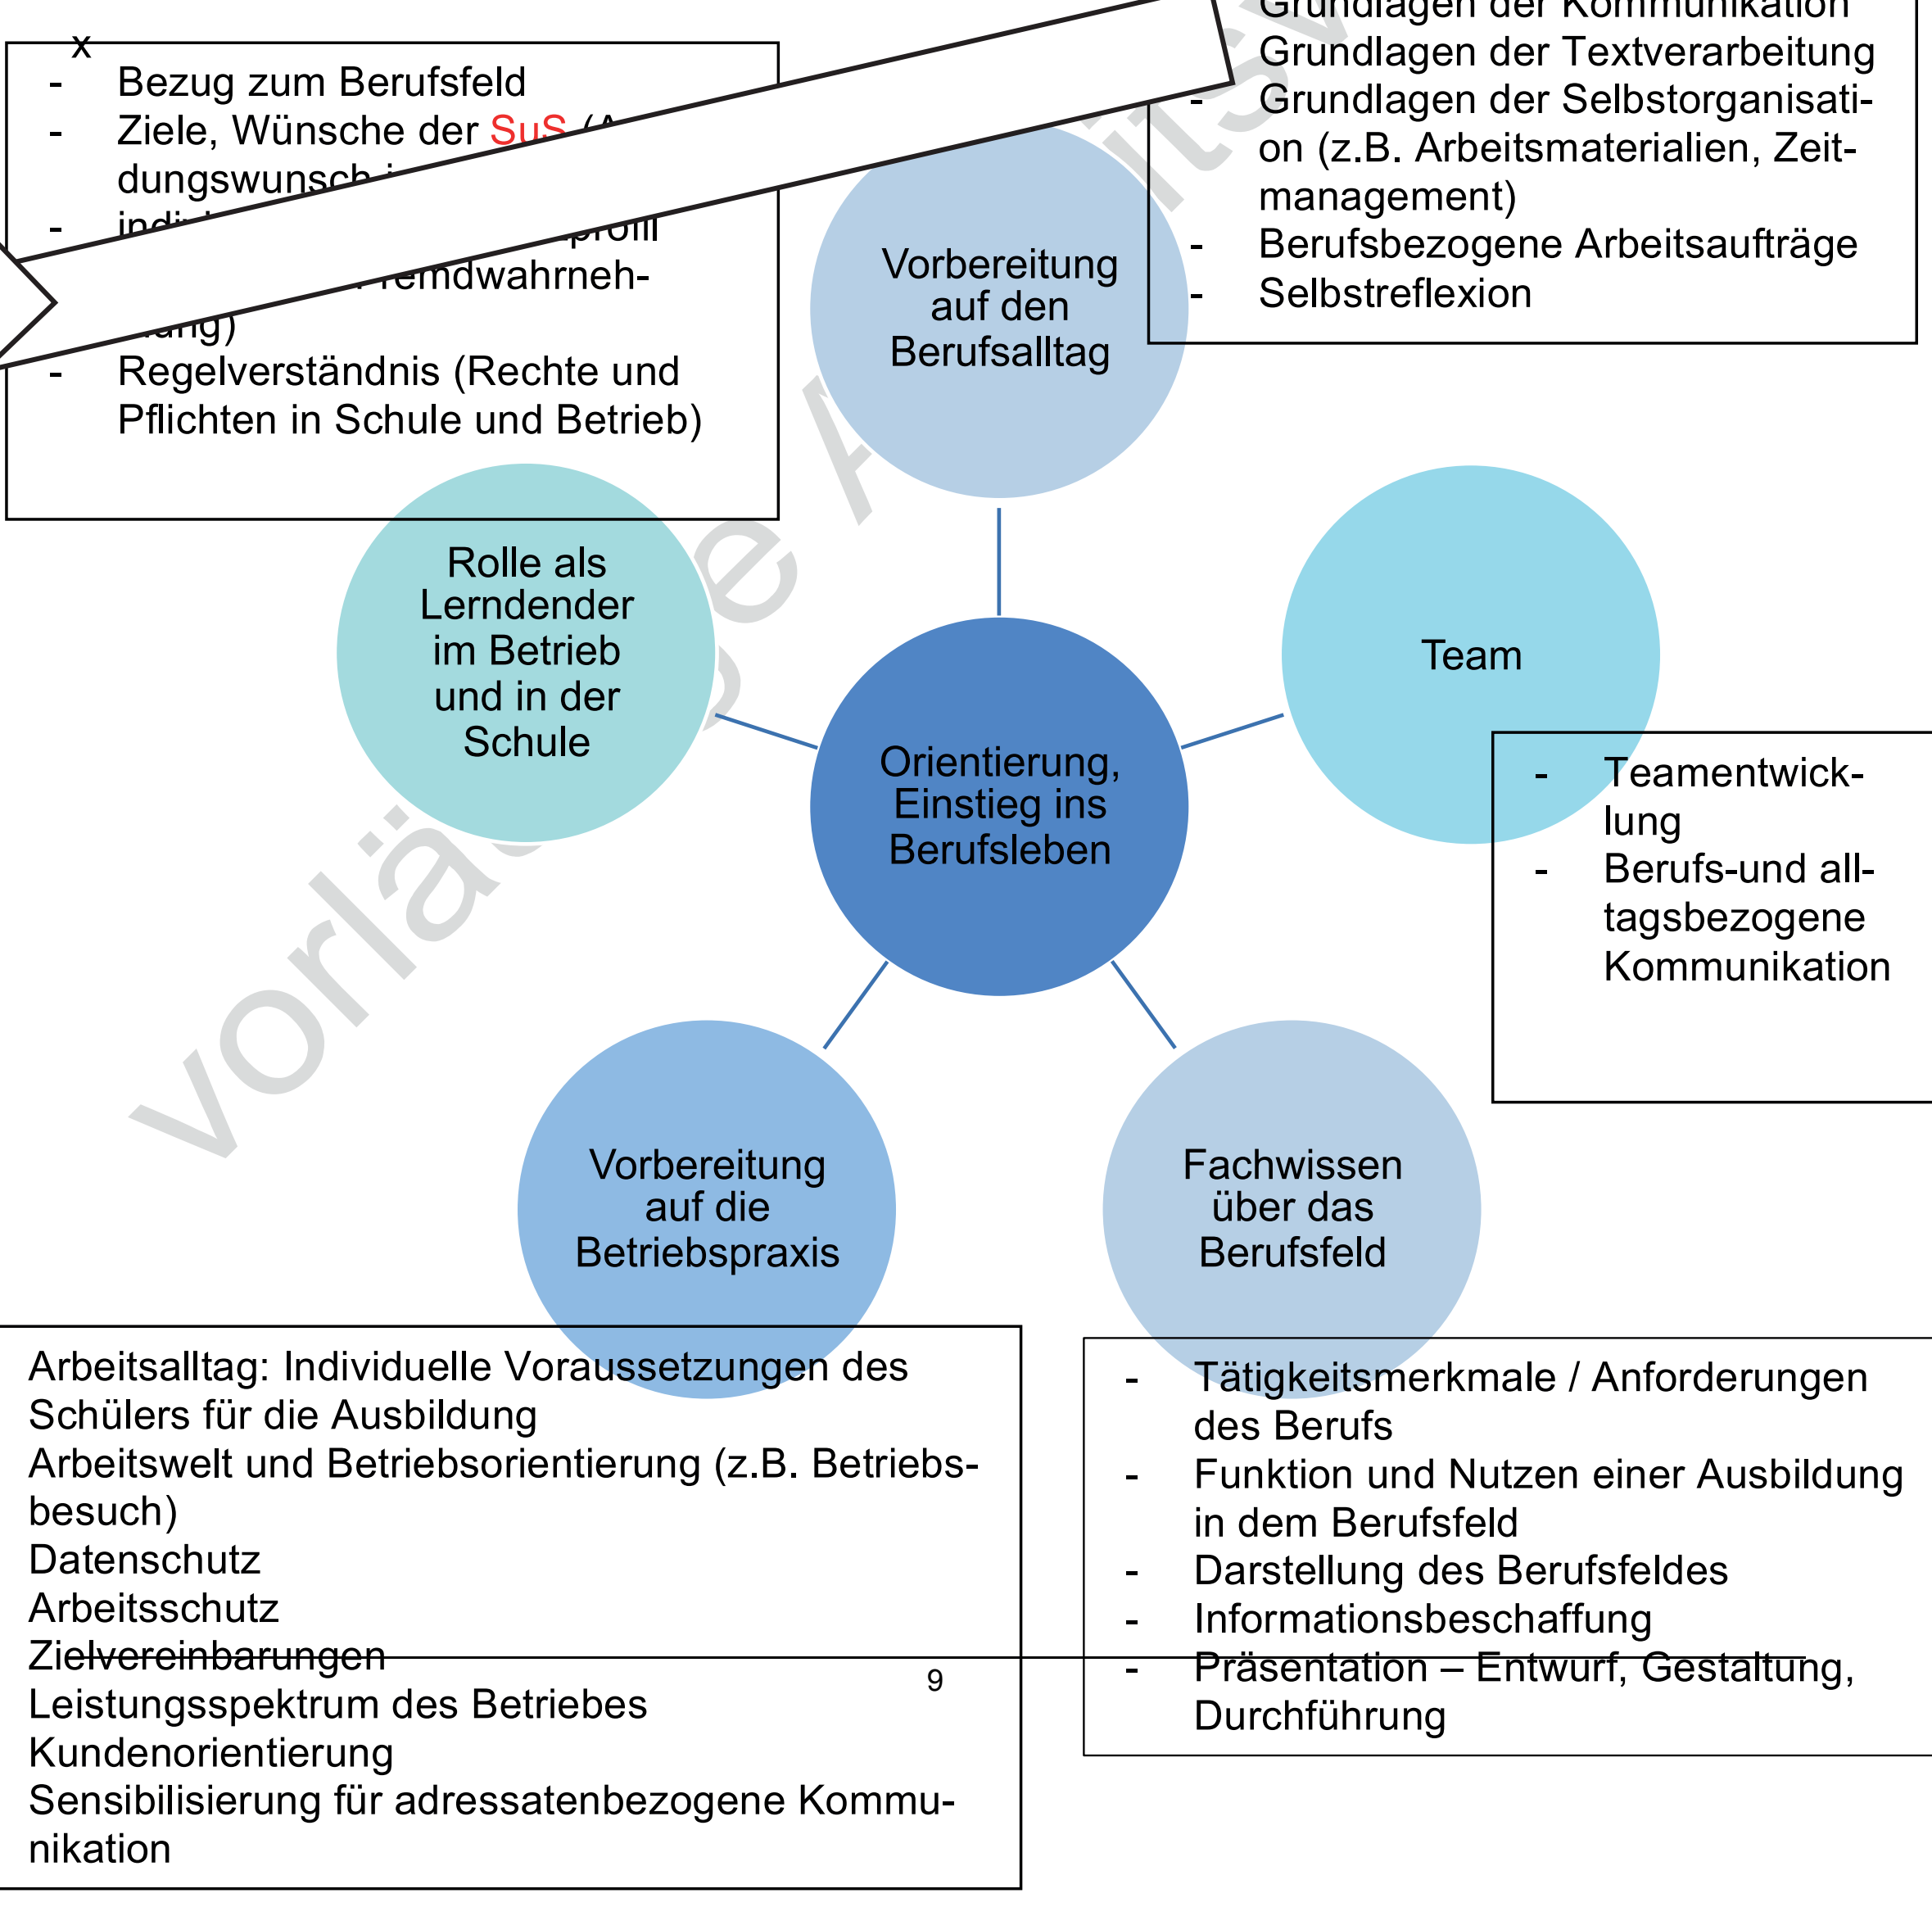 x
- Bezug zum Berufsfeld
- Ziele, Wünsche der SuS
dungswunsch
-
mung)
- Regelverständnis (Rechte und
Pflichten in Schule und Betrieb)
Grundlagen der Kommunikation
Grundlagen der Textverarbeitung
- Grundlagen der Selbstorganisati-
on (z.B. Arbeitsmaterialien, Zeit-
management)
- Berufsbezogene Arbeitsaufträge
- Selbstreflexion
Vorbereitung
auf den
Berufsalltag
Rolle als
Lerndender
im Betrieb
und in der
Schule
Team
Orientierung,
Einstieg ins
Berufsleben
- Teamentwick-
lung
- Berufs-und all-
tagsbezogene
Kommunikation
Vorbereitung
auf die
Betriebspraxis
Fachwissen
über das
Berufsfeld
Arbeitsalltag: Individuelle Voraussetzungen des
Schülers für die Ausbildung
Arbeitswelt und Betriebsorientierung (z.B. Betriebs-
besuch)
Datenschutz
Arbeitsschutz
Zielvereinbarungen
Leistungsspektrum des Betriebes
Kundenorientierung
Sensibilisierung für adressatenbezogene Kommu-
nikation
- Tätigkeitsmerkmale / Anforderungen
des Berufs
- Funktion und Nutzen einer Ausbildung
in dem Berufsfeld
- Darstellung des Berufsfeldes
- Informationsbeschaffung
- Präsentation – Entwurf, Gestaltung,
Durchführung
9